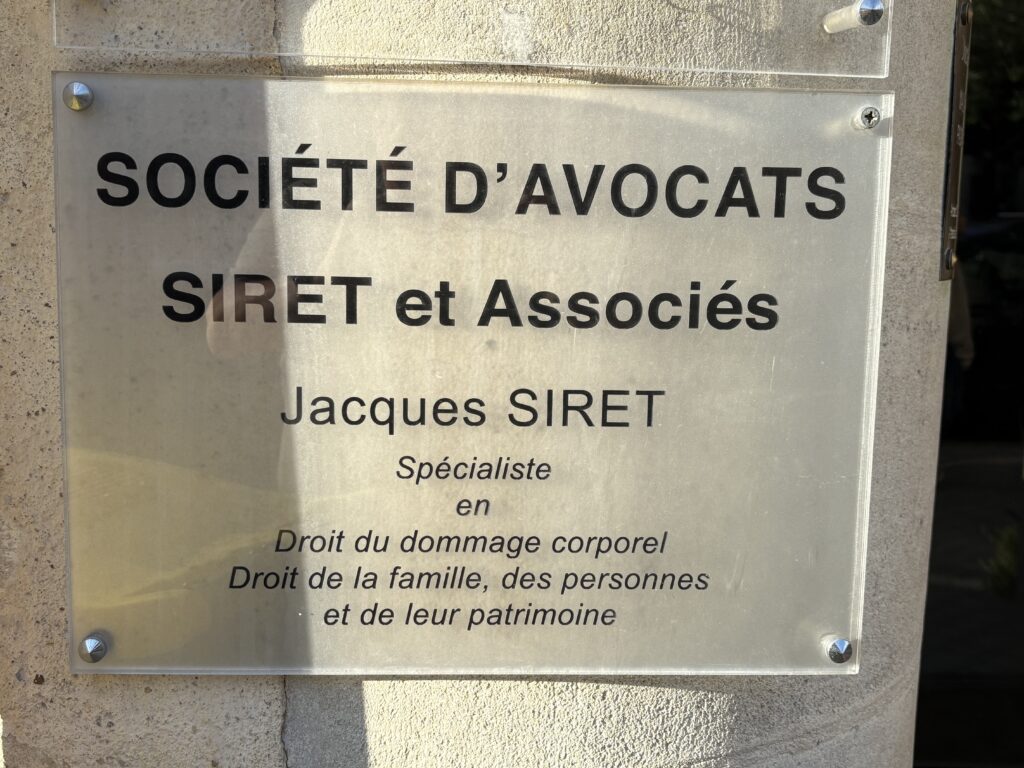 SOCIÉTÉ D'AVOCATS
SIRET et Associés
Jacques SIRET
Spécialiste
en
Droit du dommage corporel
Droit de la famille, des personnes
et de leur patrimoine